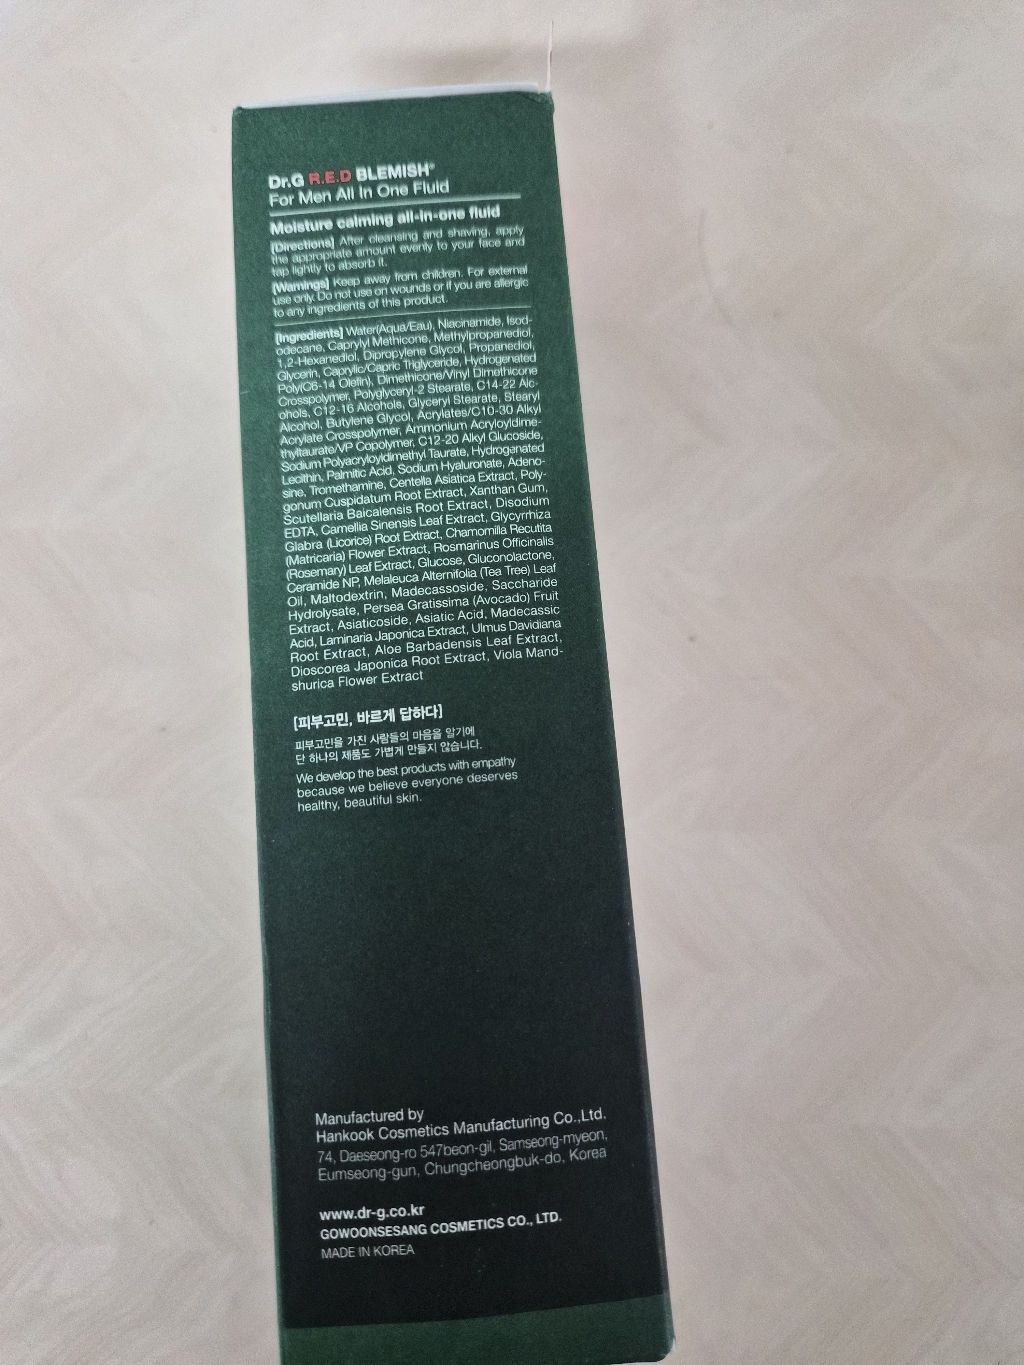 Dr.G R.E.D BLEMISH®
For Men All In One Fluid
Moisture calming all-in-one fluid
[Directions] After cleansing and shaving, apply
the appropriate amount evenly to your face and
tap lightly to absorb it.
[Warnings] Keep away from children. For external
use only. Do not use on wounds or if you are allergic
to any ingredients of this product.
[Ingredients] Water(Aqua/Eau), Niacinamide, Isod-
odecane, Caprylyl Methicone, Methylpropanediol,
1,2-Hexanediol, Dipropylene Glycol, Propanediol,
Glycerin, Caprylic/Capric Triglyceride, Hydrogenated
Poly(C6-14 Olefin), Dimethicone/Vinyl Dimethicone
Crosspolymer, Polyglyceryl-2 Stearate, C14-22 Alc-
ohols, C12-16 Alcohols, Glyceryl Stearate, Stearyl
Alcohol, Butylene Glycol, Acrylates/C10-30 Alkyl
Acrylate Crosspolymer, Ammonium Acryloyldime-
thyltaurate/VP Copolymer, C12-20 Alkyl Glucoside,
Sodium Polyacryloyldimethyl Taurate, Hydrogenated
Lecithin, Palmitic Acid, Sodium Hyaluronate, Adeno-
sine, Tromethamine, Centella Asiatica Extract, Poly-
gonum Cuspidatum Root Extract, Xanthan Gum,
Scutellaria Baicalensis Root Extract, Disodium
EDTA, Camellia Sinensis Leaf Extract, Glycyrrhiza
Glabra (Licorice) Root Extract, Chamomilla Recutita
(Matricaria) Flower Extract, Rosmarinus Officinalis
(Rosemary) Leaf Extract, Glucose, Gluconolactone,
Ceramide NP, Melaleuca Alternifolia (Tea Tree) Leaf
Oil, Maltodextrin, Madecassoside, Saccharide
Hydrolysate, Persea Gratissima (Avocado) Fruit
Extract, Asiaticoside, Asiatic Acid, Madecassic
Acid, Laminaria Japonica Extract, Ulmus Davidiana
Root Extract, Aloe Barbadensis Leaf Extract,
Dioscorea Japonica Root Extract, Viola Mand-
shurica Flower Extract
[피부고민, 바르게 답하다]
피부고민을 가진 사람들의 마음을 알기에
단 하나의 제품도 가볍게 만들지 않습니다.
We develop the best products with empathy
because we believe everyone deserves
healthy, beautiful skin.
Manufactured by
Hankook Cosmetics Manufacturing Co.,Ltd.
74, Daeseong-ro 547beon-gil, Samseong-myeon,
Eumseong-gun, Chungcheongbuk-do, Korea
www.dr-g.co.kr
GOWOONSESANG COSMETICS CO., LTD.
MADE IN KOREA